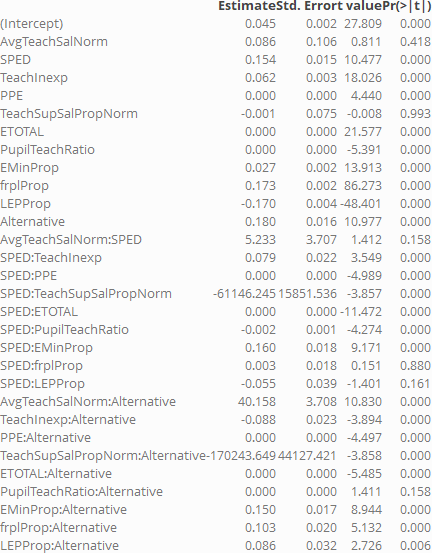 EstimateStd. Errort valuePr(>|t|)
(Intercept) 0.045 0.002 27.809 0.000
AvgTeachSalNorm 0.086 0.106 0.811 0.418
SPED 0.154 0.015 10.477 0.000
TeachInexp 0.062 0.003 18.026 0.000
PPE 0.000 0.000 4.440 0.000
TeachSupSalPropNorm -0.001 0.075 -0.008 0.993
ETOTAL 0.000 0.000 21.577 0.000
PupilTeachRatio 0.000 0.000 -5.391 0.000
EMinProp 0.027 0.002 13.913 0.000
frplProp 0.173 0.002 86.273 0.000
LEPProp -0.170 0.004 -48.401 0.000
Alternative 0.180 0.016 10.977 0.000
AvgTeachSalNorm:SPED 5.233 3.707 1.412 0.158
SPED:TeachInexp 0.079 0.022 3.549 0.000
SPED:PPE 0.000 0.000 -4.989 0.000
SPED:TeachSupSalPropNorm -61146.245 15851.536 -3.857 0.000
SPED:ETOTAL 0.000 0.000 -11.472 0.000
SPED:PupilTeachRatio -0.002 0.001 -4.274 0.000
SPED:EMinProp 0.160 0.018 9.171 0.000
SPED:frplProp 0.003 0.018 0.151 0.880
SPED:LEPProp -0.055 0.039 -1.401 0.161
AvgTeachSalNorm:Alternative 40.158 3.708 10.830 0.000
TeachInexp:Alternative -0.088 0.023 -3.894 0.000
PPE:Alternative 0.000 0.000 -4.497 0.000
TeachSupSalPropNorm:Alternative-170243.649 44127.421 -3.858 0.000
ETOTAL:Alternative 0.000 0.000 -5.485 0.000
PupilTeachRatio:Alternative 0.000 0.000 1.411 0.158
EMinProp:Alternative 0.150 0.017 8.944 0.000
frplProp:Alternative 0.103 0.020 5.132 0.000
LEPProp:Alternative 0.086 0.032 2.726 0.006